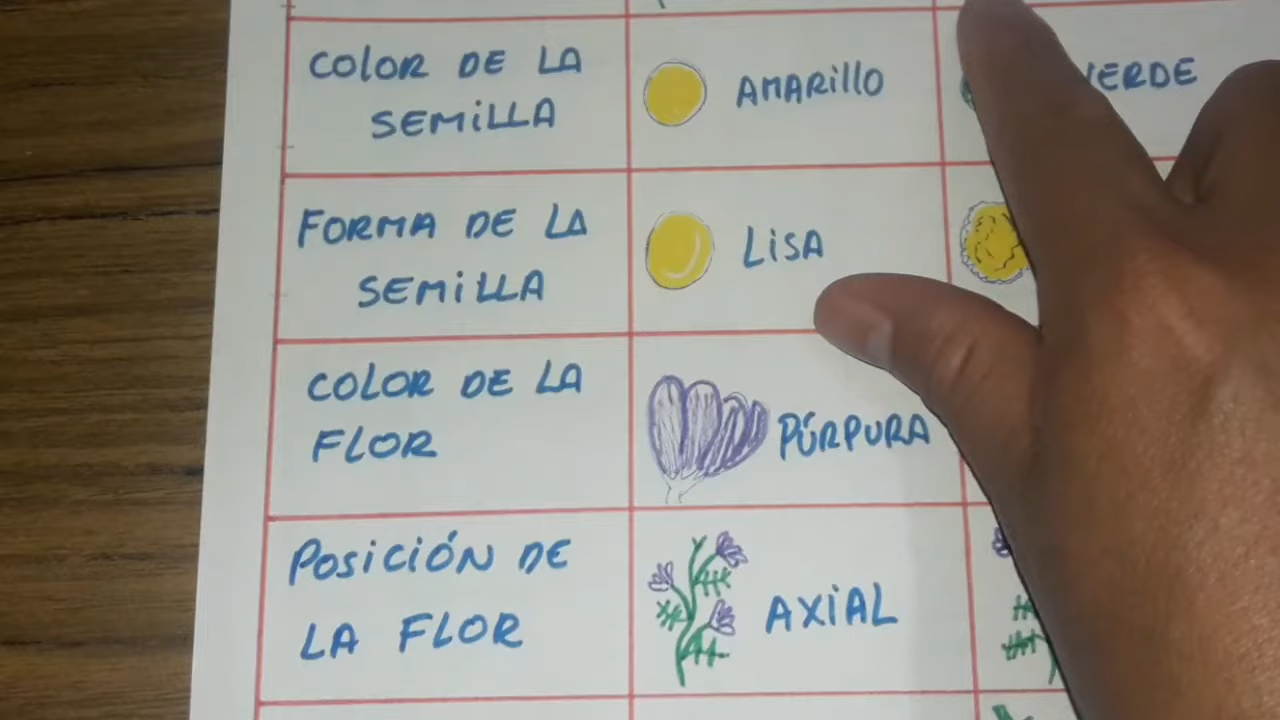 COLOR DE LA
SEMILLA
AMARILLO
FORMA DE LA
SEMILLA
LISA
COLOR DE LA
FLOR
PÚRPURA
POSICIÓN DE
LA FLOR
AXIAL